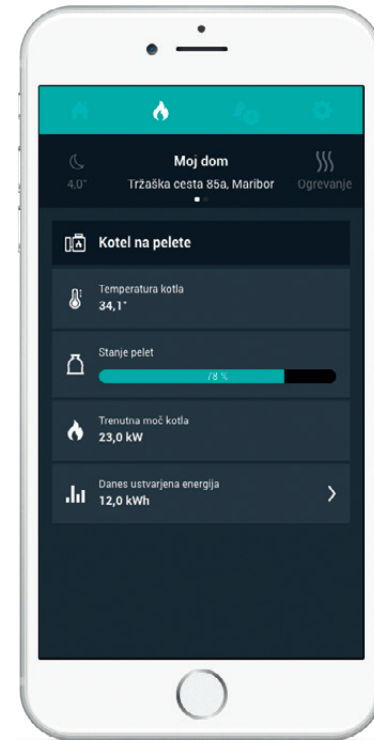 Moj dom
4,0°
Tržaška cesta 85a, Maribor
Ogrevanje
Kotel na pelete
Temperatura kotla
34,1°
Stanje pelet
78 %
Trenutna moč kotla
23,0 kW
Danes ustvarjena energija
12,0 kWh